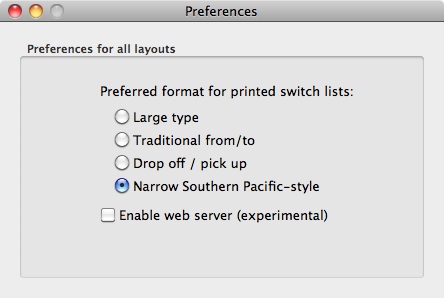 Preferences
Preferences for all layouts
Preferred format for printed switch lists:
Large type
Traditional from/to
Drop off / pick up
Narrow Southern Pacific-style
Enable web server (experimental)